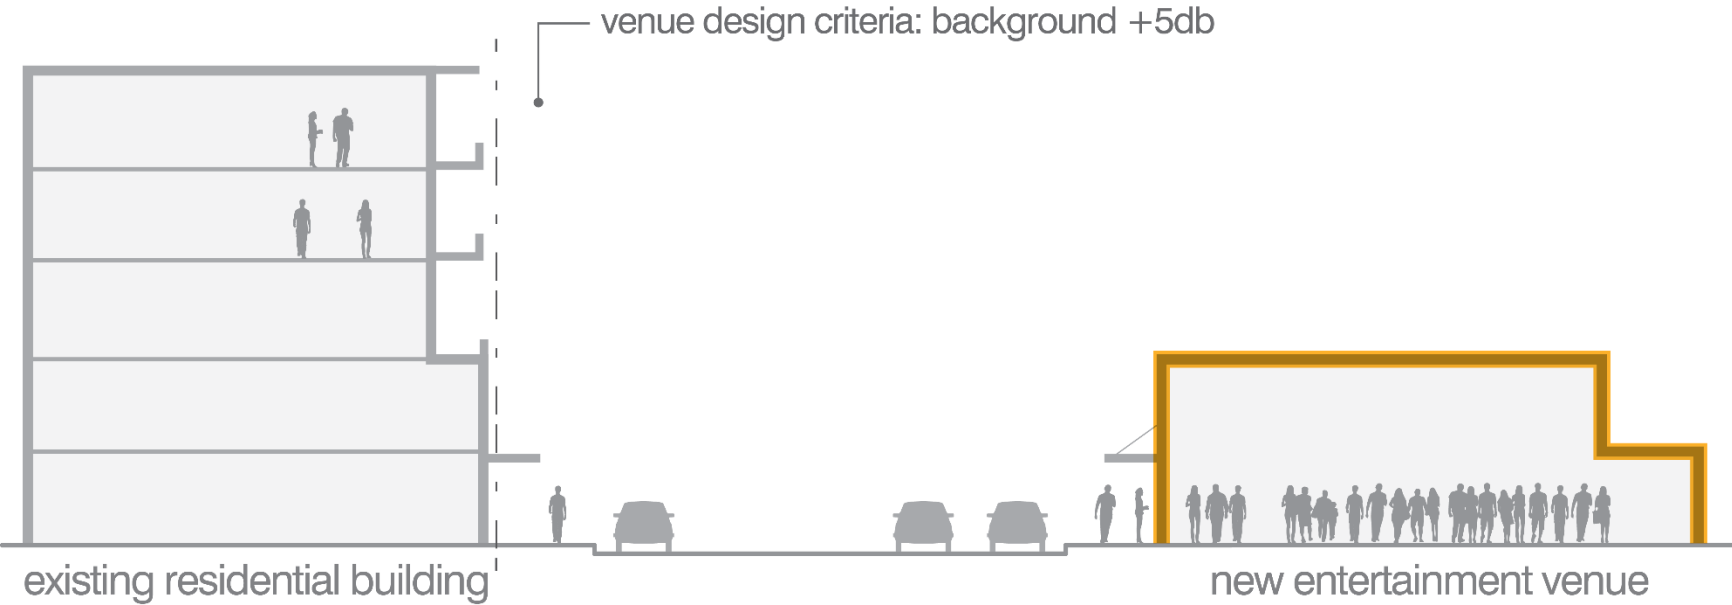 venue design criteria: background +5db
existing residential building
new entertainment venue